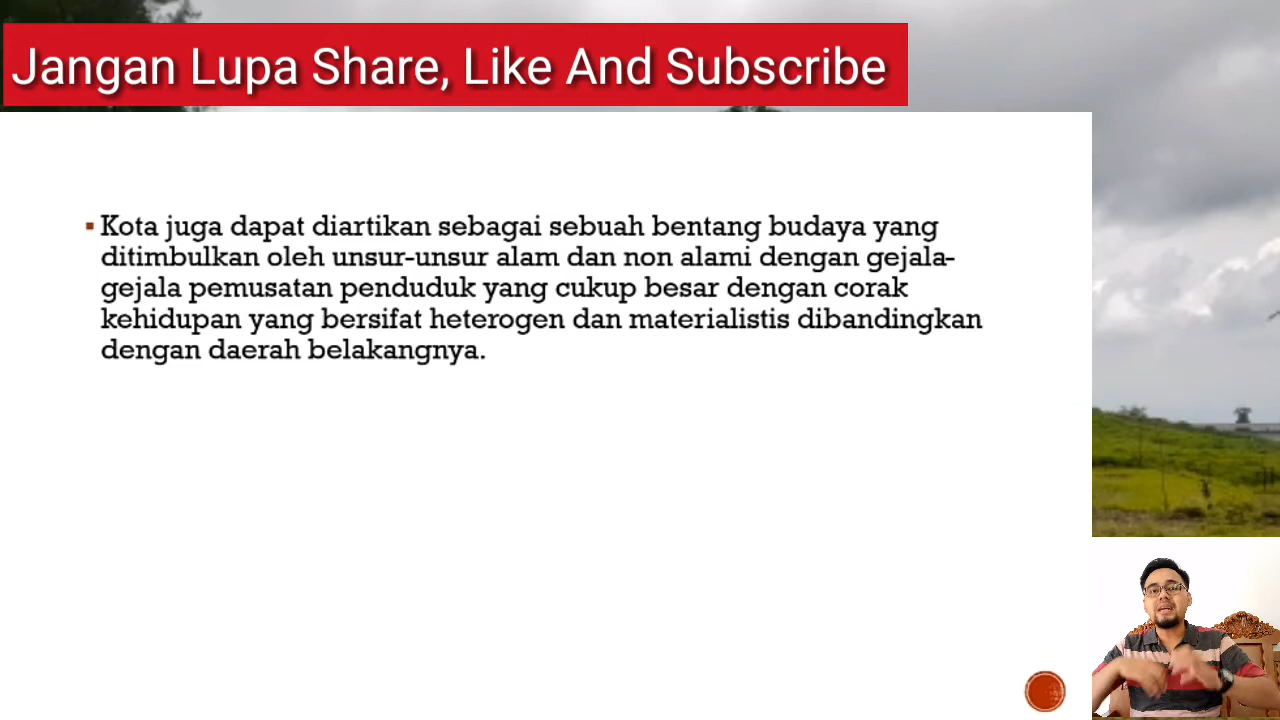 Jangan Lupa Share, Like And Subscribe
Kota juga dapat diartikan sebagai sebuah bentang budaya yang
ditimbulkan oleh unsur-unsur alam dan non alami dengan gejala-
gejala pemusatan penduduk yang cukup besar dengan corak
kehidupan yang bersifat heterogen dan materialistis dibandingkan
dengan daerah belakangnya.